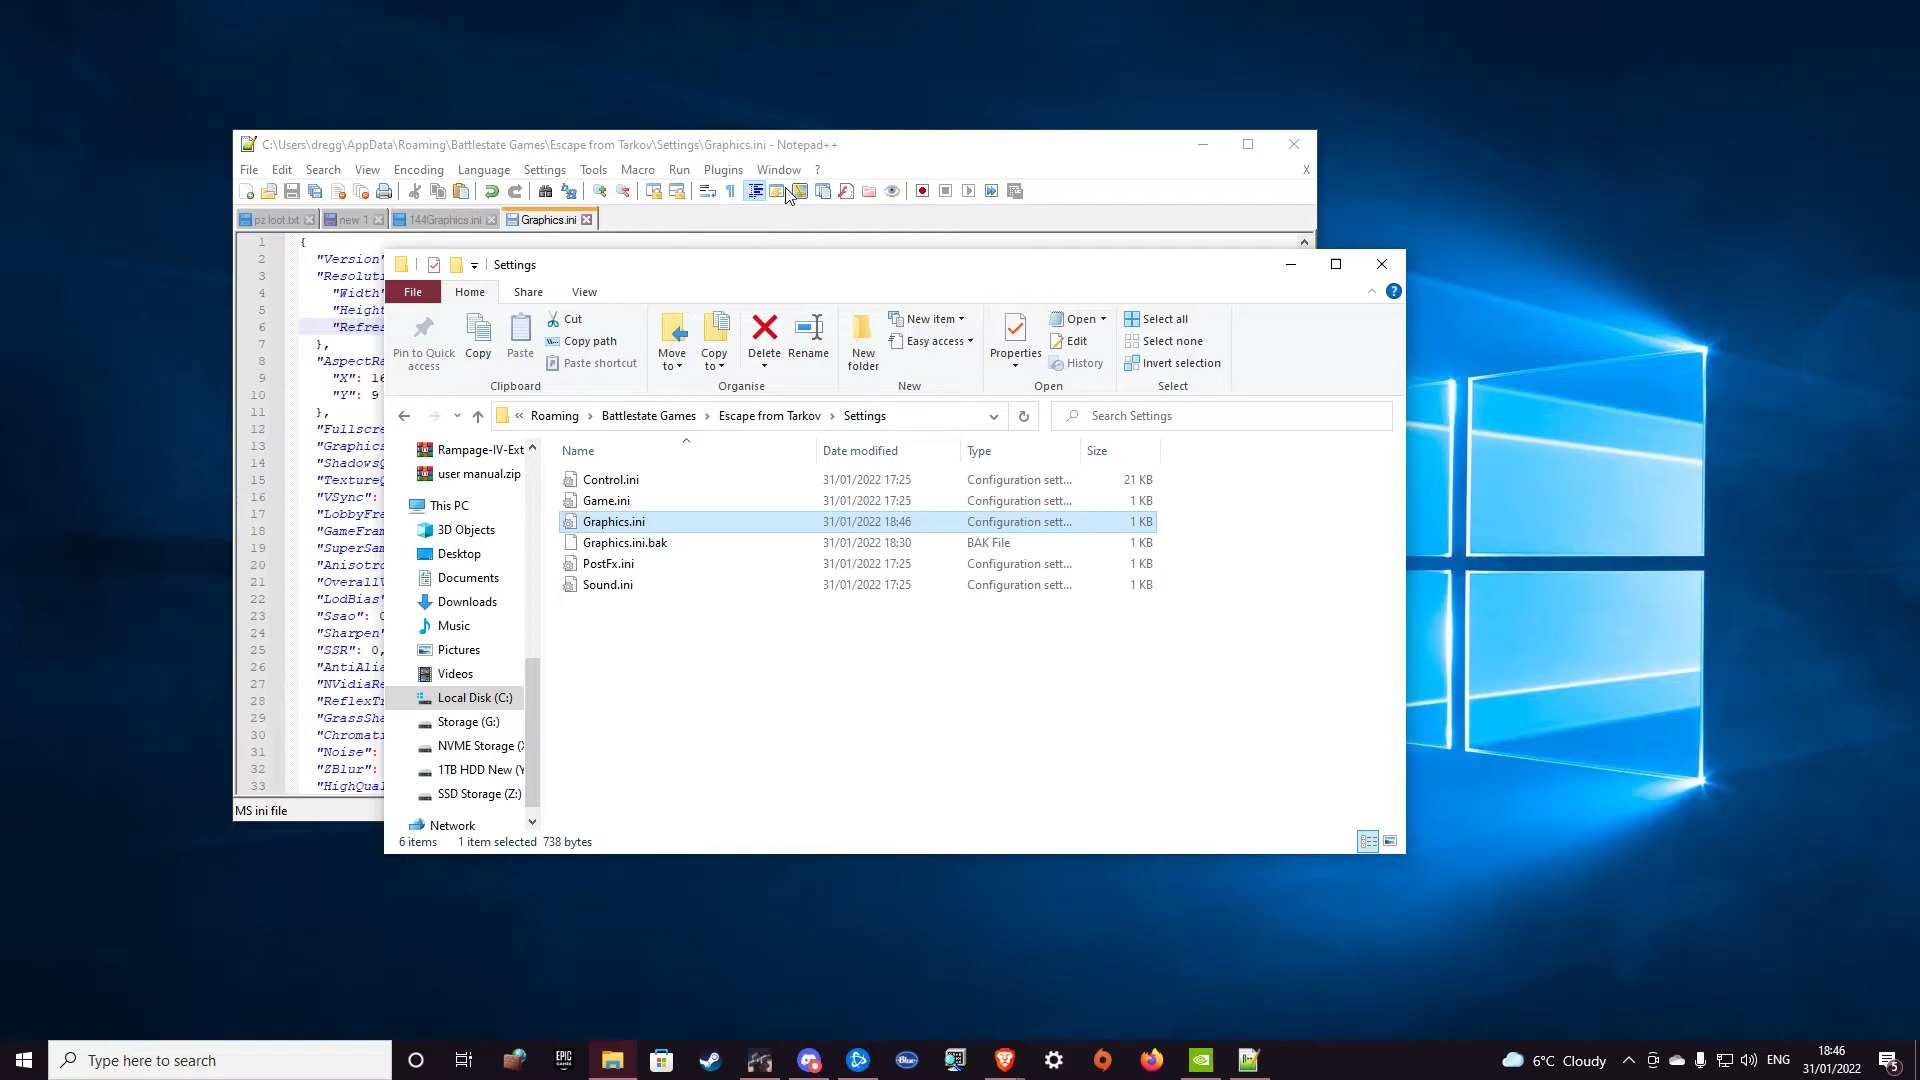 C:\Users\dregg\AppData\Roaming\Battlestate Games\Escape from Tarkov\Settings\Graphics.ini - Notepad++
File Edit Search View Encoding Language Settings Tools Macro Run Plugins Window ? X
pz loot.txt new 1 144Graphics.ini Graphics.ini
1 {
2 "Version"
3 "Resoluti
4 "Width"
5 "Height
6 "Refres
7 },
8 "AspectRa
9 "X": 16
10 "Y": 9
11 },
12 "Fullscre
13 "Graphics
14 "ShadowsQ
15 "TextureQ
16 "VSync":
17 "LobbyFra
18 "GameFram
19 "SuperSam
20 "Anisotro
21 "OverallV
22 "LodBias"
23 "Ssao": 0
24 "Sharpen"
25 "SSR": 0,
26 "AntiAlia
27 "NVidiaRe
28 "ReflexTr
29 "GrassSha
30 "Chromati
31 "Noise":
32 "ZBlur":
33 "HighQual
MS ini file
Settings
File Home Share View
Pin to Quick access
Copy
Paste
Cut
Copy path
Paste shortcut
Clipboard
Move to
Copy to
Delete
Rename
Organise
New folder
New item
Easy access
New
Properties
Open
Edit
History
Open
Select all
Select none
Invert selection
Select
« Roaming › Battlestate Games › Escape from Tarkov › Settings
Search Settings
Rampage-IV-Ext
user manual.zip
This PC
3D Objects
Desktop
Documents
Downloads
Music
Pictures
Videos
Local Disk (C:)
Storage (G:)
NVME Storage (X
1TB HDD New (Y
SSD Storage (Z:)
Network
Name Date modified Type Size
Control.ini 31/01/2022 17:25 Configuration sett... 21 KB
Game.ini 31/01/2022 17:25 Configuration sett... 1 KB
Graphics.ini 31/01/2022 18:46 Configuration sett... 1 KB
Graphics.ini.bak 31/01/2022 18:30 BAK File 1 KB
PostFx.ini 31/01/2022 17:25 Configuration sett... 1 KB
Sound.ini 31/01/2022 17:25 Configuration sett... 1 KB
6 items 1 item selected 738 bytes
Type here to search
EPIC GAMES
Blue
6°C Cloudy
ENG
18:46
31/01/2022
5